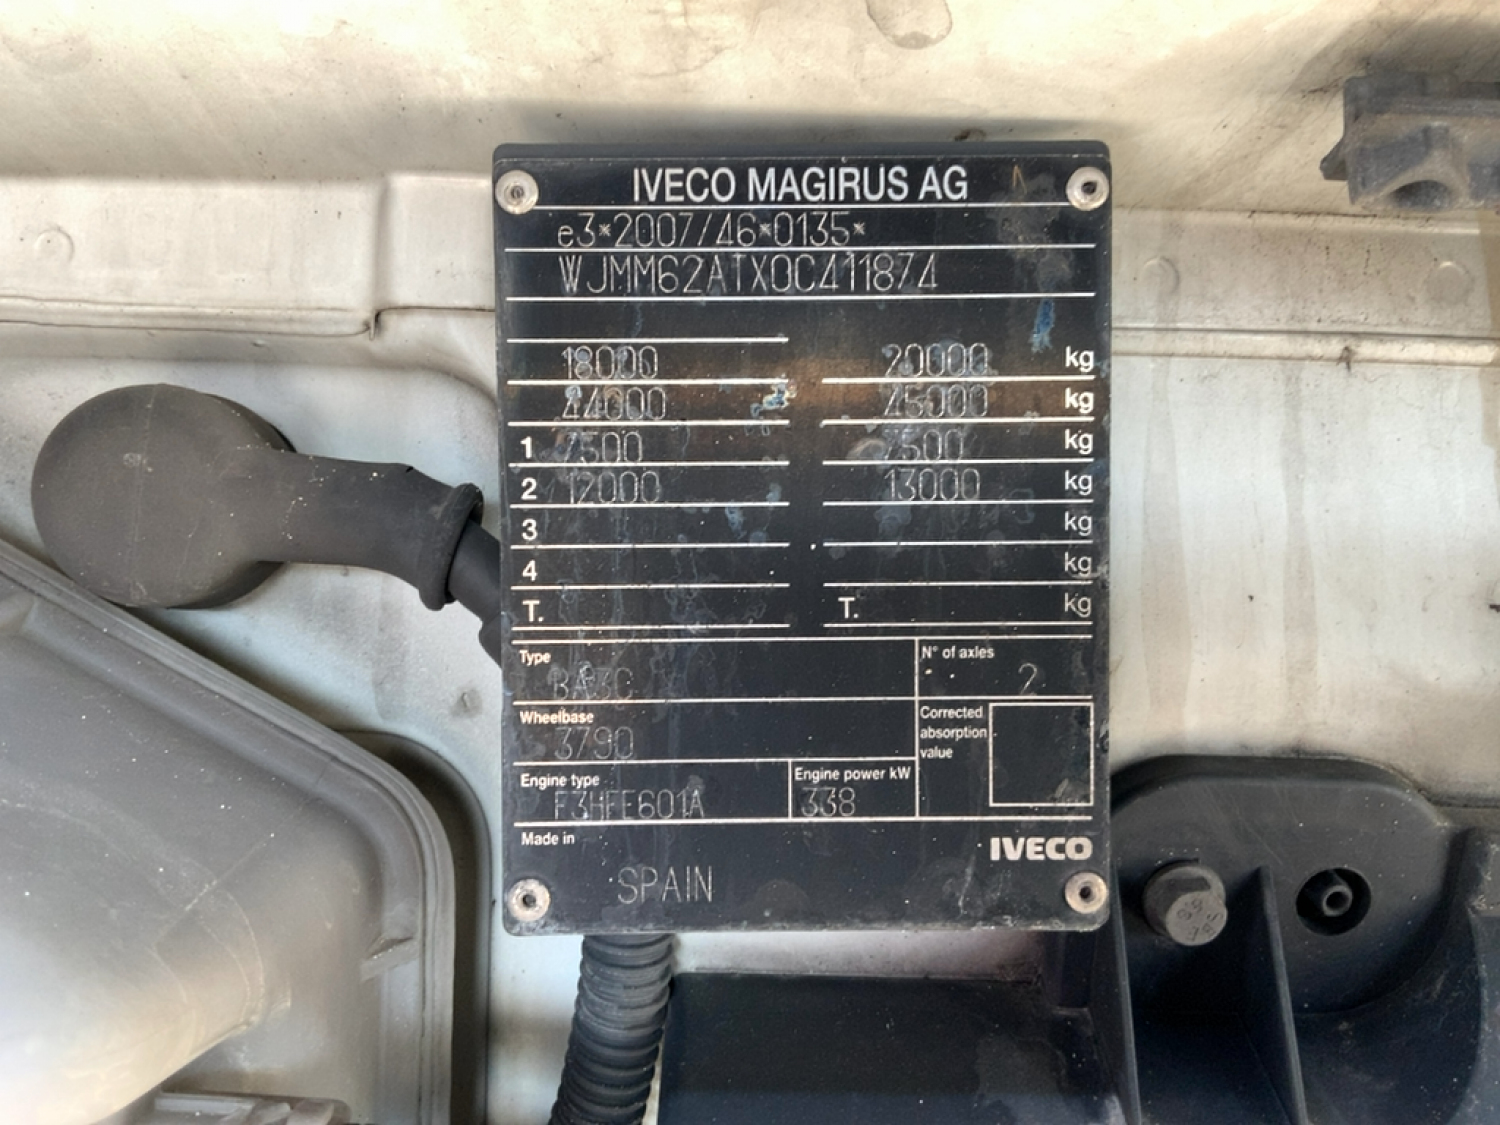 IVECO MAGIRUS AG
e3*2007/46*0135*
WJMM62ATX0C411874
18000 20000 kg
44000 45000 kg
1 7500 7500 kg
2 12000 13000 kg
3 kg
4 kg
T. T. kg
Type N° of axles
2
Wheelbase Corrected
3790 absorption
value
Engine type Engine power kW
F3HFE601A 338
Made in IVECO
SPAIN